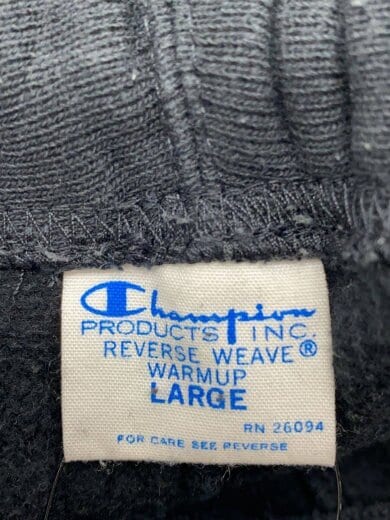 Champion
PRODUCTS INC.
REVERSE WEAVE®
WARMUP
LARGE
RN 26094
FOR CARE SEE REVERSE